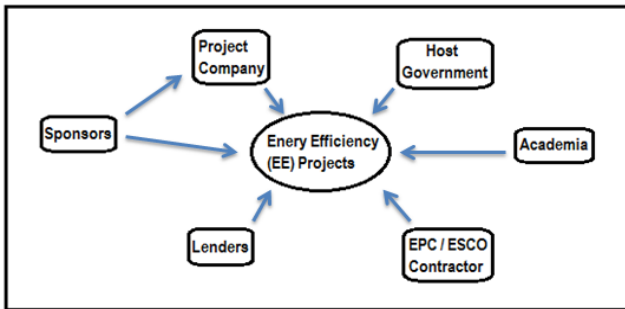 Project
Company
Host
Government
Sponsors
Enery Efficiency
(EE) Projects
Academia
Lenders
EPC / ESCO
Contractor